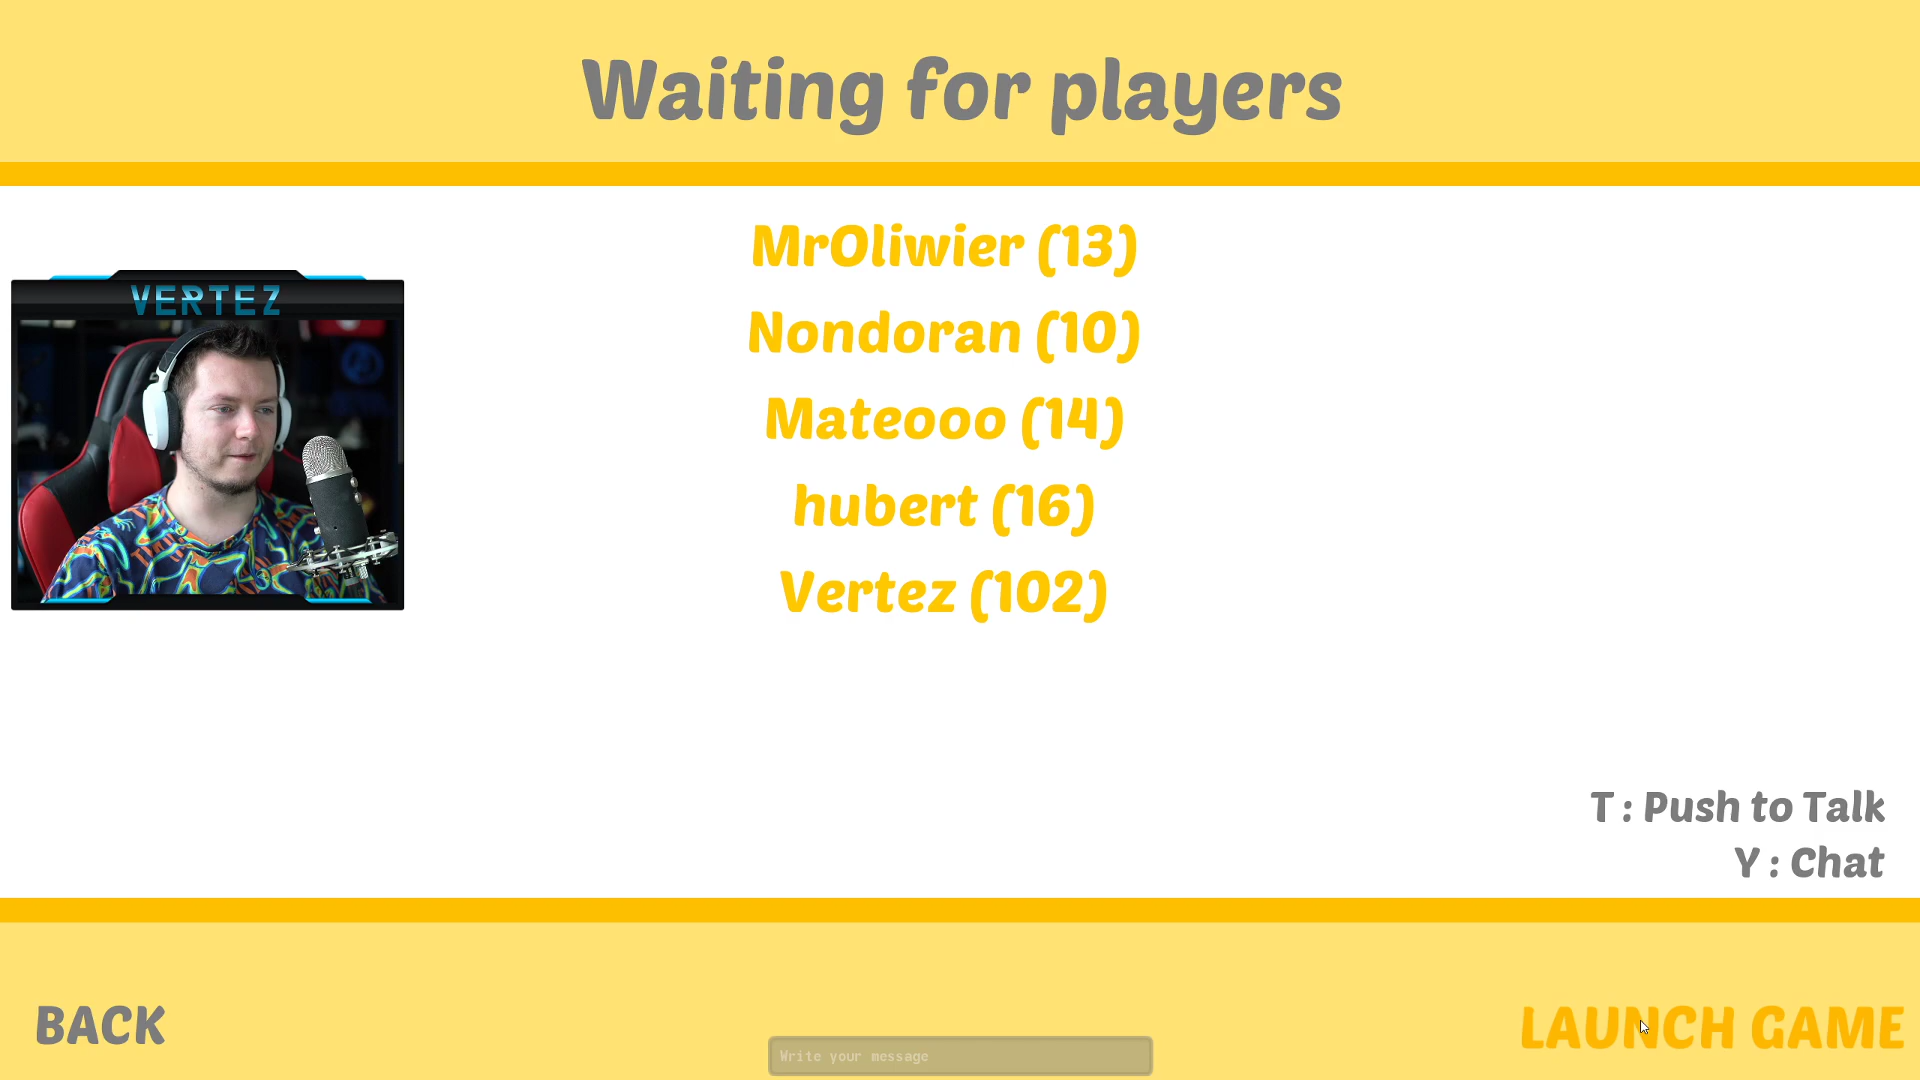 Waiting for players
VERTEZ
MrOliwier (13)
Nondoran (10)
Mateooo (14)
hubert (16)
Vertez (102)
T : Push to Talk
Y : Chat
BACK
Write your message
LAUNCH GAME